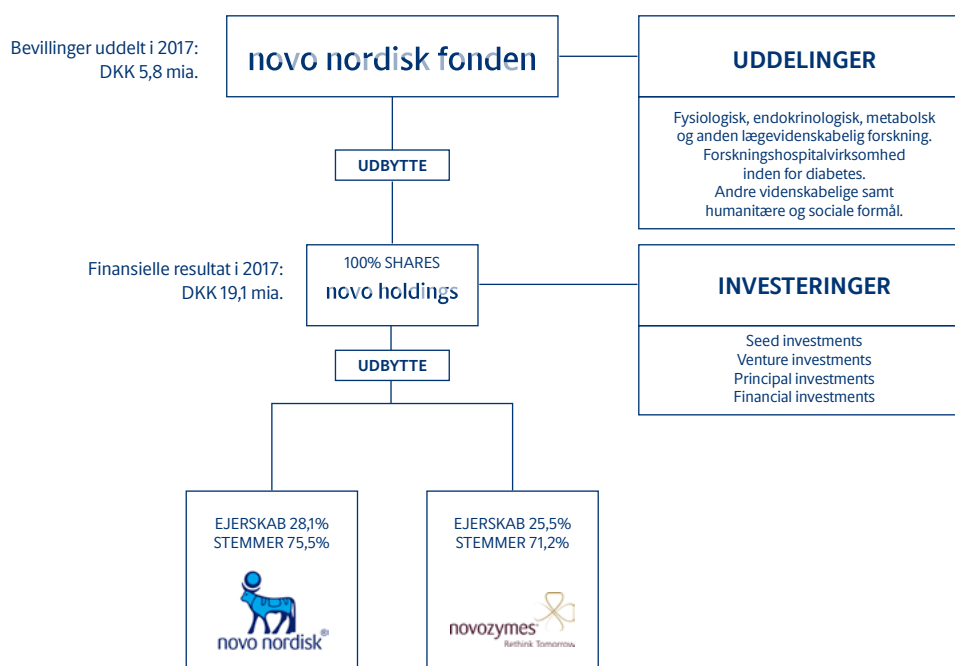 Bevillinger uddelt i 2017:
DKK 5,8 mia.
novo nordisk fonden
UDDELINGER
Fysiologisk, endokrinologisk, metabolsk
og anden lægevidenskabelig forskning.
Forskningshospitalvirksomhed
inden for diabetes.
Andre videnskabelige samt
humanitære og sociale formål.
UDBYTTE
Finansielle resultat i 2017:
DKK 19,1 mia.
100% SHARES
novo holdings
INVESTERINGER
Seed investments
Venture investments
Principal investments
Financial investments
UDBYTTE
EJERSKAB 28,1%
STEMMER 75,5%
novo nordisk®
EJERSKAB 25,5%
STEMMER 71,2%
novozymes
Rethink Tomorrow